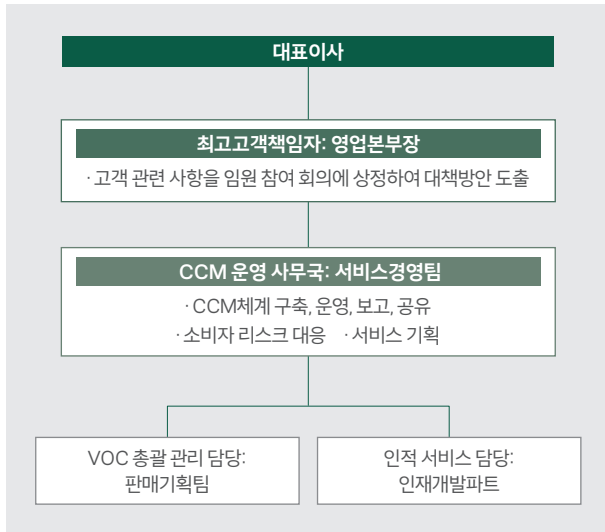 대표이사
최고고객책임자: 영업본부장
· 고객 관련 사항을 임원 참여 회의에 상정하여 대책방안 도출
CCM 운영 사무국: 서비스경영팀
· CCM체계 구축, 운영, 보고, 공유
· 소비자 리스크 대응 · 서비스 기획
VOC 총괄 관리 담당:
판매기획팀
인적 서비스 담당:
인재개발파트